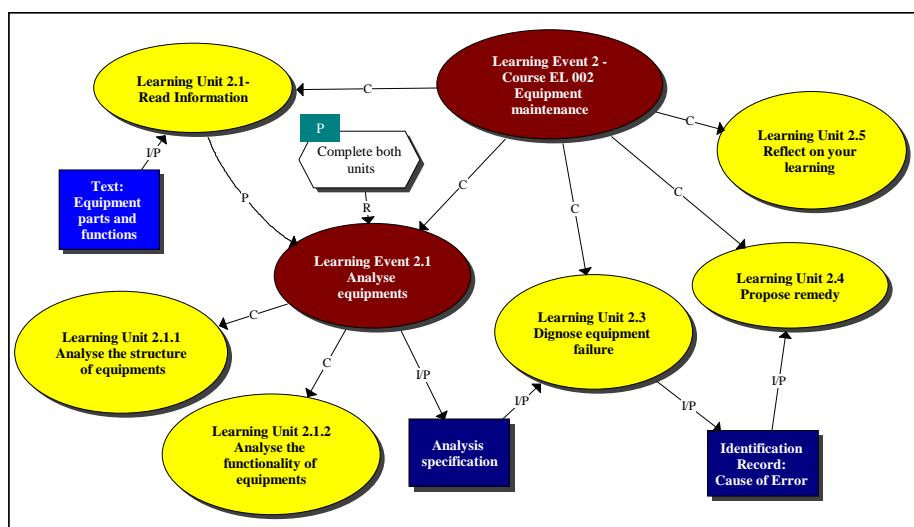 Learning Unit 2.1-
Read Information
C
Learning Event 2 -
Course EL 002
Equipment
maintenance
C
Learning Unit 2.5
Reflect on your
learning
P
Complete both
units
I/P
Text:
Equipment
parts and
functions
P
R
C
C
C
Learning Event 2.1
Analyse
equipments
Learning Unit 2.4
Propose remedy
Learning Unit 2.1.1
Analyse the structure
of equipments
C
Learning Unit 2.3
Dignose equipment
failure
C
I/P
I/P
I/P
I/P
Learning Unit 2.1.2
Analyse the
functionality of
equipments
Analysis
specification
Identification
Record:
Cause of Error